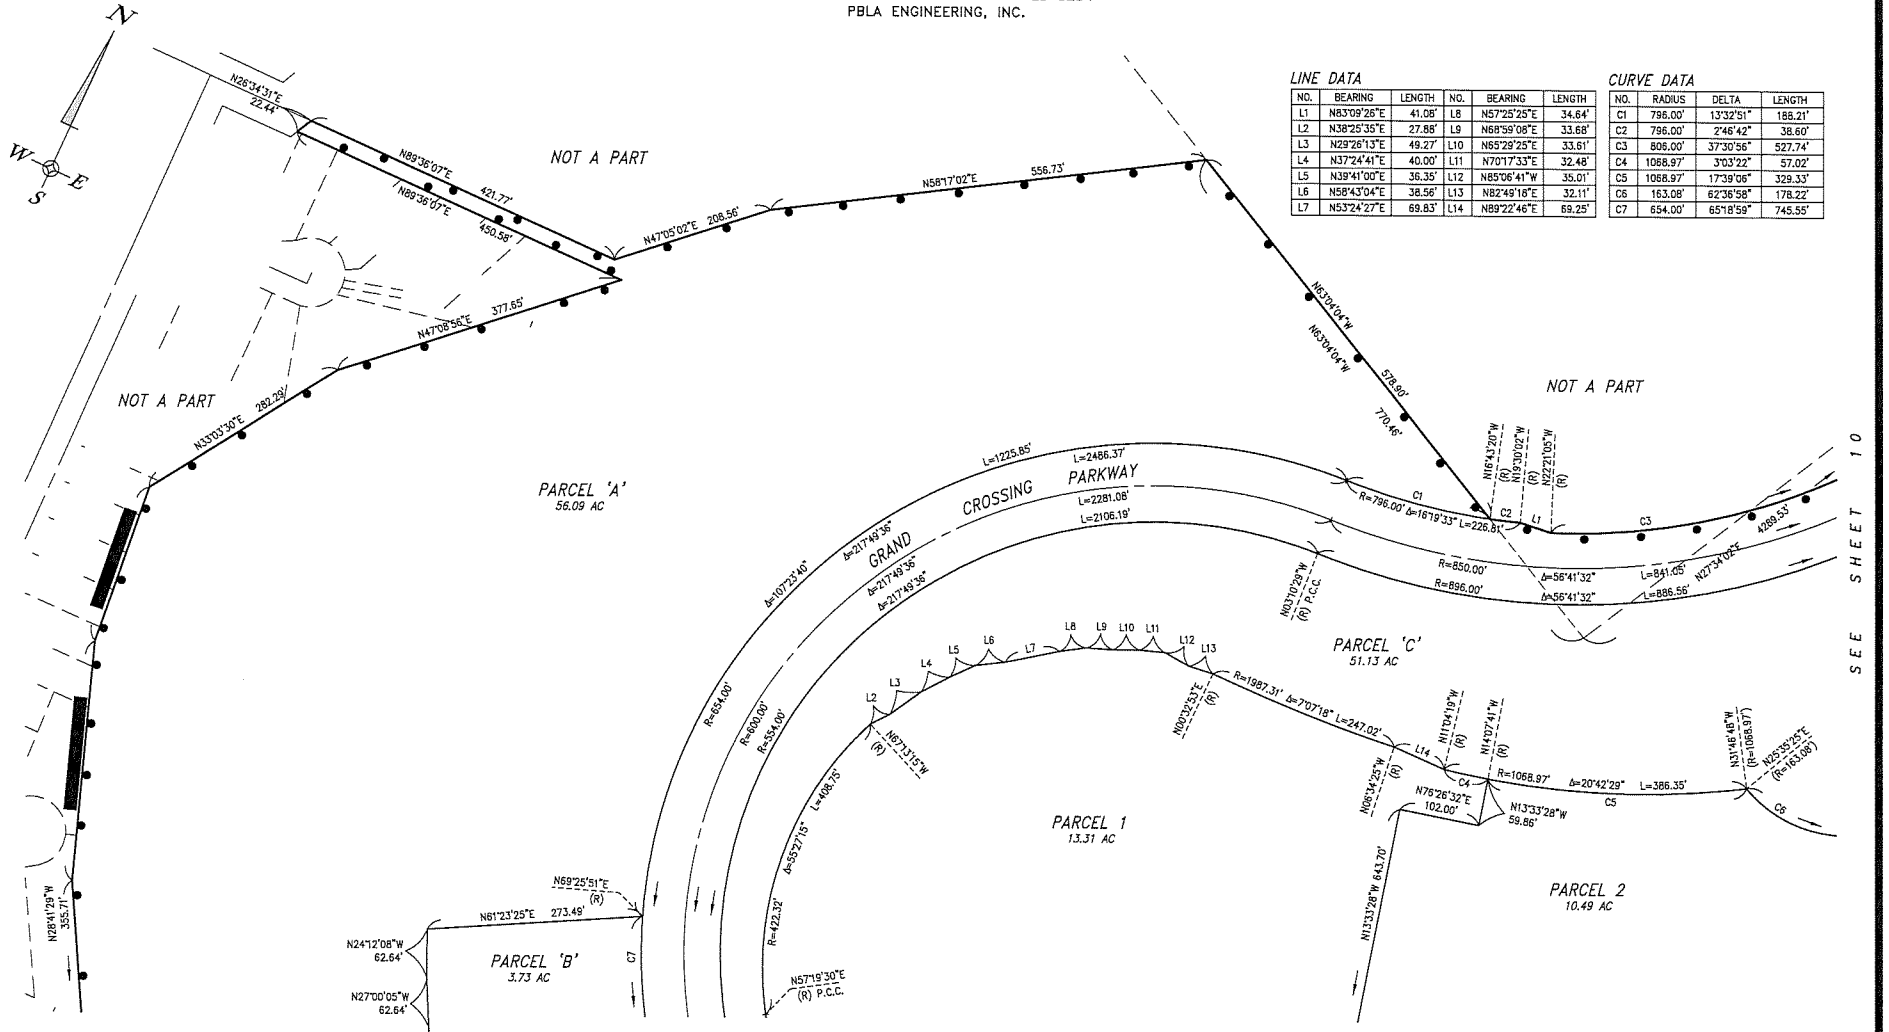 PBLA ENGINEERING, INC.
N
W
E
S
LINE DATA
NO. BEARING LENGTH NO. BEARING LENGTH
L1 N83°09'26"E 41.08' L8 N57°25'25"E 34.64'
L2 N38°25'35"E 27.88' L9 N68°59'08"E 33.68'
L3 N29°26'13"E 49.27' L10 N65°29'25"E 33.61'
L4 N37°24'41"E 40.00' L11 N70°17'33"E 32.48'
L5 N39°41'00"E 36.35' L12 N85°06'41"W 35.01'
L6 N58°43'04"E 38.56' L13 N82°49'18"E 32.11'
L7 N53°24'27"E 69.83' L14 N89°22'46"E 69.25'
CURVE DATA
NO. RADIUS DELTA LENGTH
C1 796.00' 13°32'51" 188.21'
C2 796.00' 2°46'42" 38.60'
C3 806.00' 37°30'56" 527.74'
C4 1068.97' 3°03'22" 57.02'
C5 1068.97' 17°39'06" 329.33'
C6 163.08' 62°36'58" 178.22'
C7 654.00' 65°18'59" 745.55'
N26°34'31"E
22.44'
N89°36'07"E 421.77'
N89°36'07"E
450.58'
NOT A PART
N47°05'02"E 208.56'
N58°17'02"E 556.73'
N47°08'56"E 377.65'
N63°04'04"W
578.90'
N63°04'04"W
770.46'
NOT A PART
NOT A PART
N33°03'30"E 282.29'
PARCEL 'A'
56.09 AC
L=1225.85'
L=2486.37'
GRAND CROSSING PARKWAY
L=2281.08'
L=2106.19'
Δ=107°23'40"
Δ=217°49'36"
Δ=217°49'36"
Δ=217°49'36"
R=654.00'
R=600.00'
R=554.00'
C1
R=796.00' Δ=16°19'33" L=226.81'
N16°43'20"W
(R)
N19°30'02"W
(R)
N22°21'05"W
(R)
C2
L1
C3
4289.53'
N27°34'02"E
R=850.00' Δ=56°41'32" L=841.05'
R=896.00' Δ=56°41'32" L=886.56'
SEE SHEET 10
N03°10'29"W
(R) P.C.C.
PARCEL 'C'
51.13 AC
L2
L3
L4
L5
L6
L7
L8
L9
L10
L11
L12
L13
N67°13'15"W
(R)
N00°32'53"E
(R)
R=1987.31' Δ=7°07'18" L=247.02'
N06°34'25"W
(R)
L14
N11°04'19"W
(R)
N14°07'41"W
(R)
C4
R=1068.97' Δ=20°42'29" L=386.35'
C5
N31°46'48"W
(R=1068.97')
N25°35'25"E
(R=163.08')
C6
N76°26'32"E
102.00'
N13°33'28"W
59.86'
N13°33'28"W 643.70'
L=408.75'
Δ=55°27'15"
R=422.32'
PARCEL 1
13.31 AC
PARCEL 2
10.49 AC
N69°25'51"E
(R)
N61°23'25"E 273.49'
N24°12'08"W
62.64'
N27°00'05"W
62.64'
PARCEL 'B'
3.73 AC
C7
N57°19'30"E
(R) P.C.C.
N28°41'29"W
355.71'